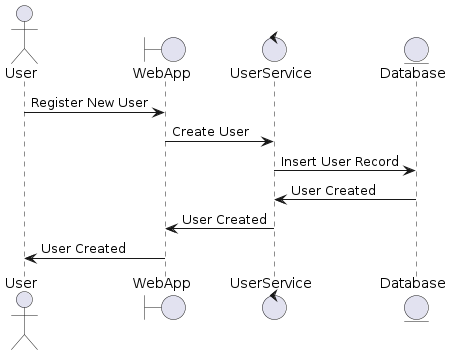 User
WebApp
UserService
Database
Register New User
Create User
Insert User Record
User Created
User Created
User Created
User
WebApp
UserService
Database